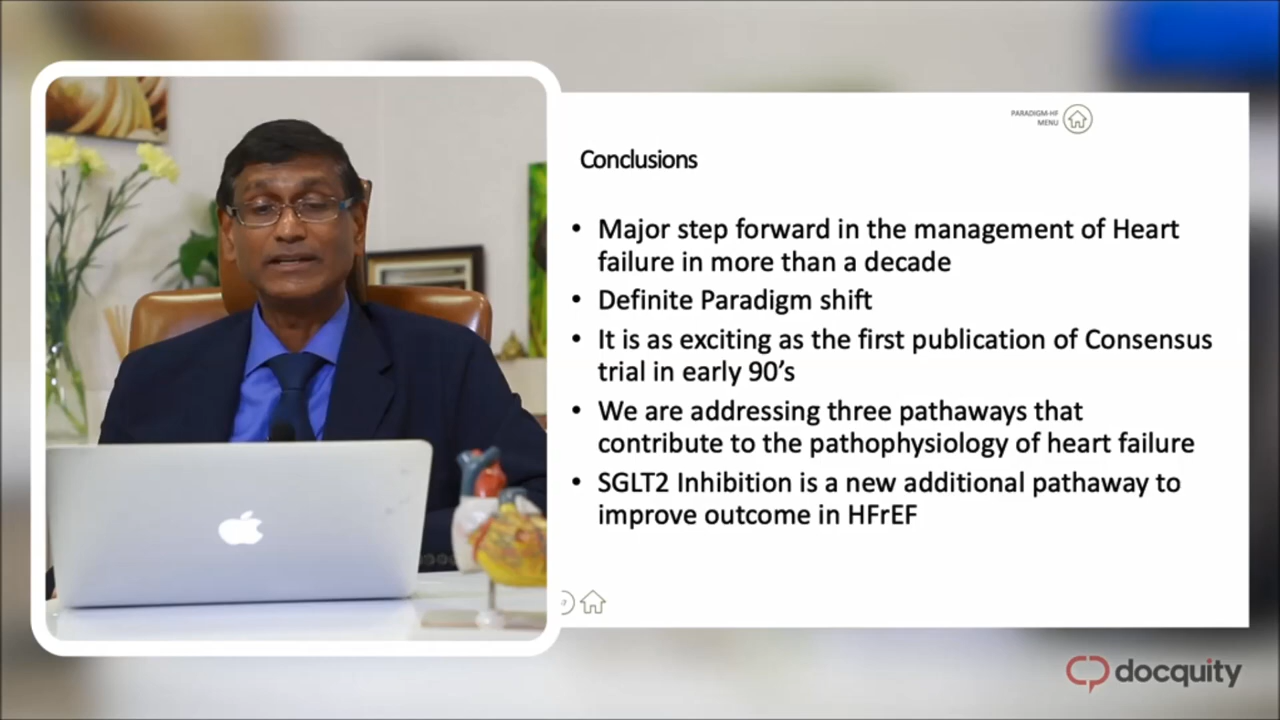 PARADIGM-HF
MENU
Conclusions
• Major step forward in the management of Heart
failure in more than a decade
• Definite Paradigm shift
• It is as exciting as the first publication of Consensus
trial in early 90's
• We are addressing three pathaways that
contribute to the pathophysiology of heart failure
• SGLT2 Inhibition is a new additional pathaway to
improve outcome in HFrEF
docquity